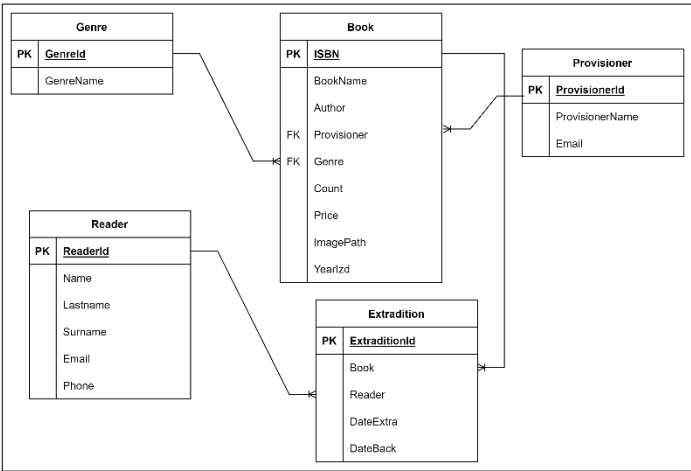 Genre
PK GenreId
GenreName
Book
PK ISBN
BookName
Author
FK Provisioner
FK Genre
Count
Price
ImagePath
YearIzd
Provisioner
PK ProvisionerId
ProvisionerName
Email
Reader
PK ReaderId
Name
Lastname
Surname
Email
Phone
Extradition
PK ExtraditionId
Book
Reader
DateExtra
DateBack